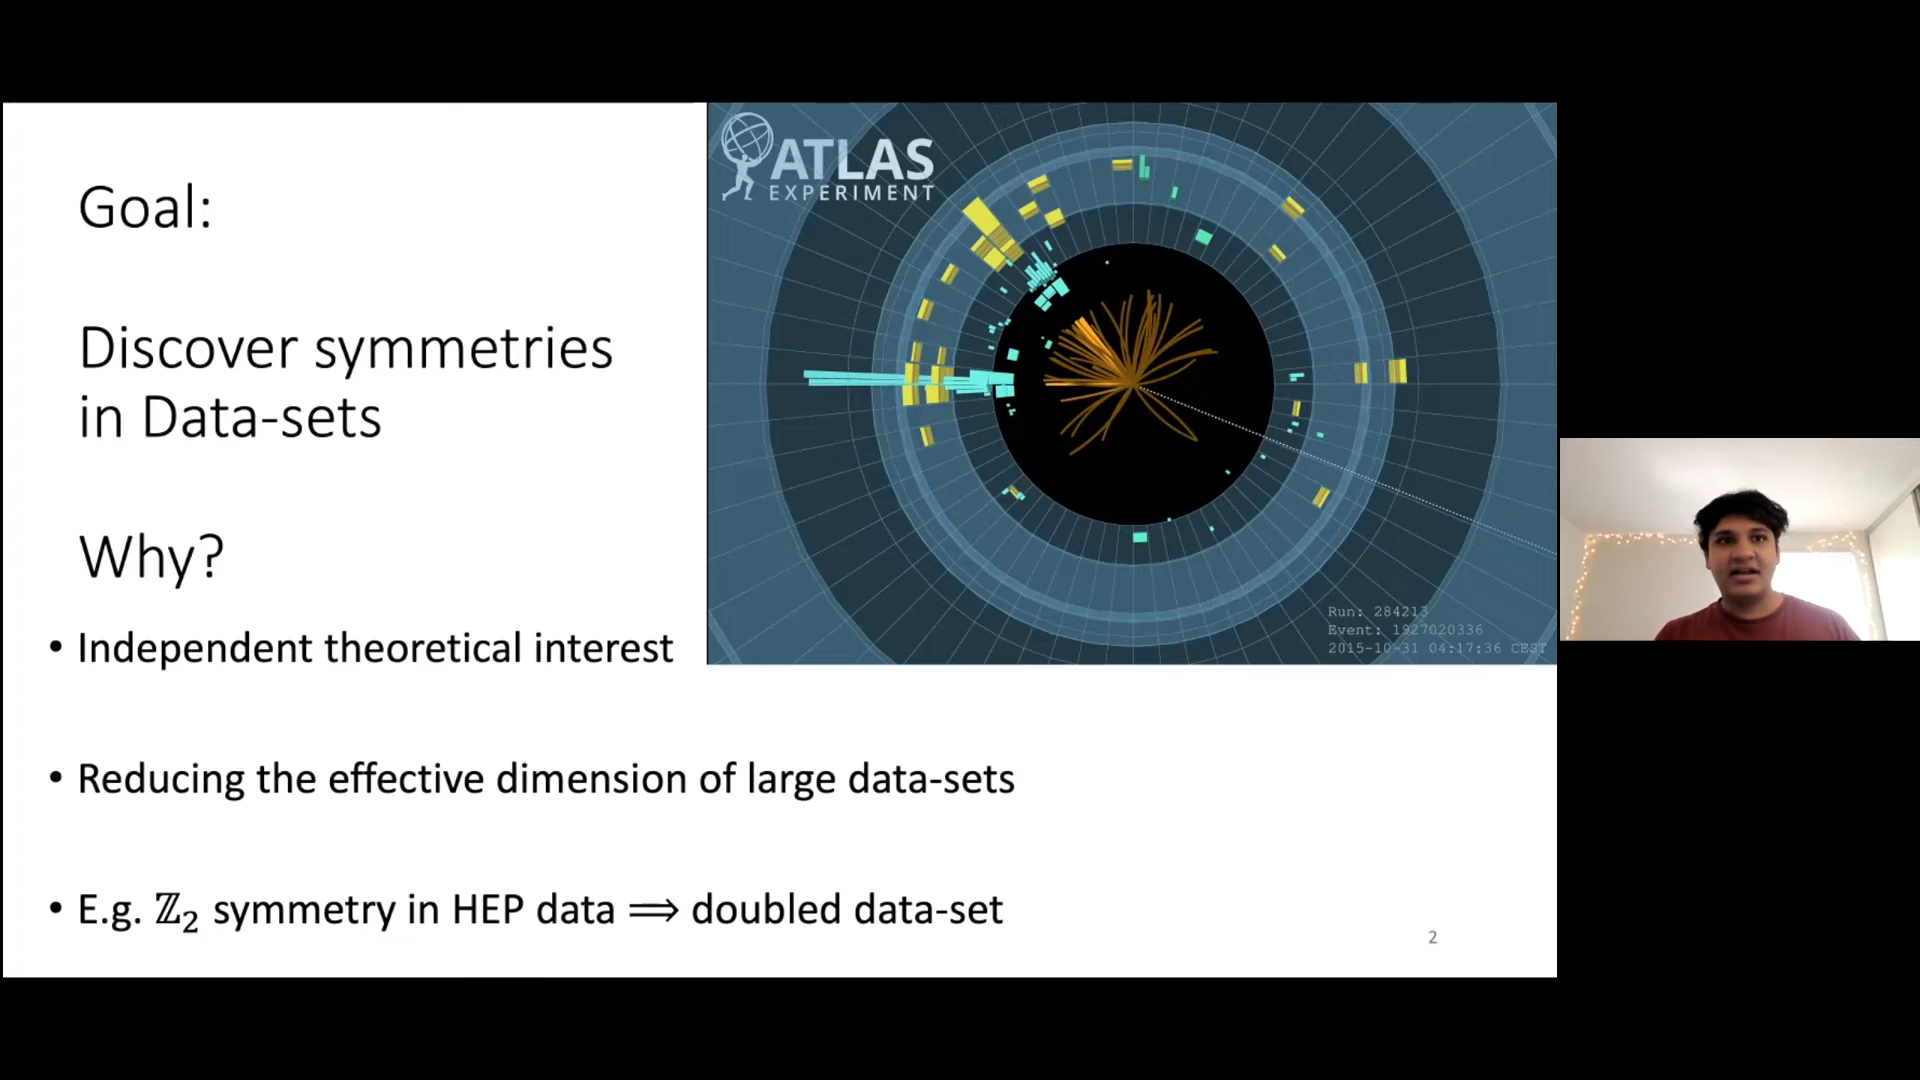 Goal:
Discover symmetries
in Data-sets
Why?
• Independent theoretical interest
• Reducing the effective dimension of large data-sets
• E.g. ℤ₂ symmetry in HEP data ⟹ doubled data-set
ATLAS
EXPERIMENT
Run: 284213
Event: 1927020336
2015-10-31 04:17:36 CEST
2